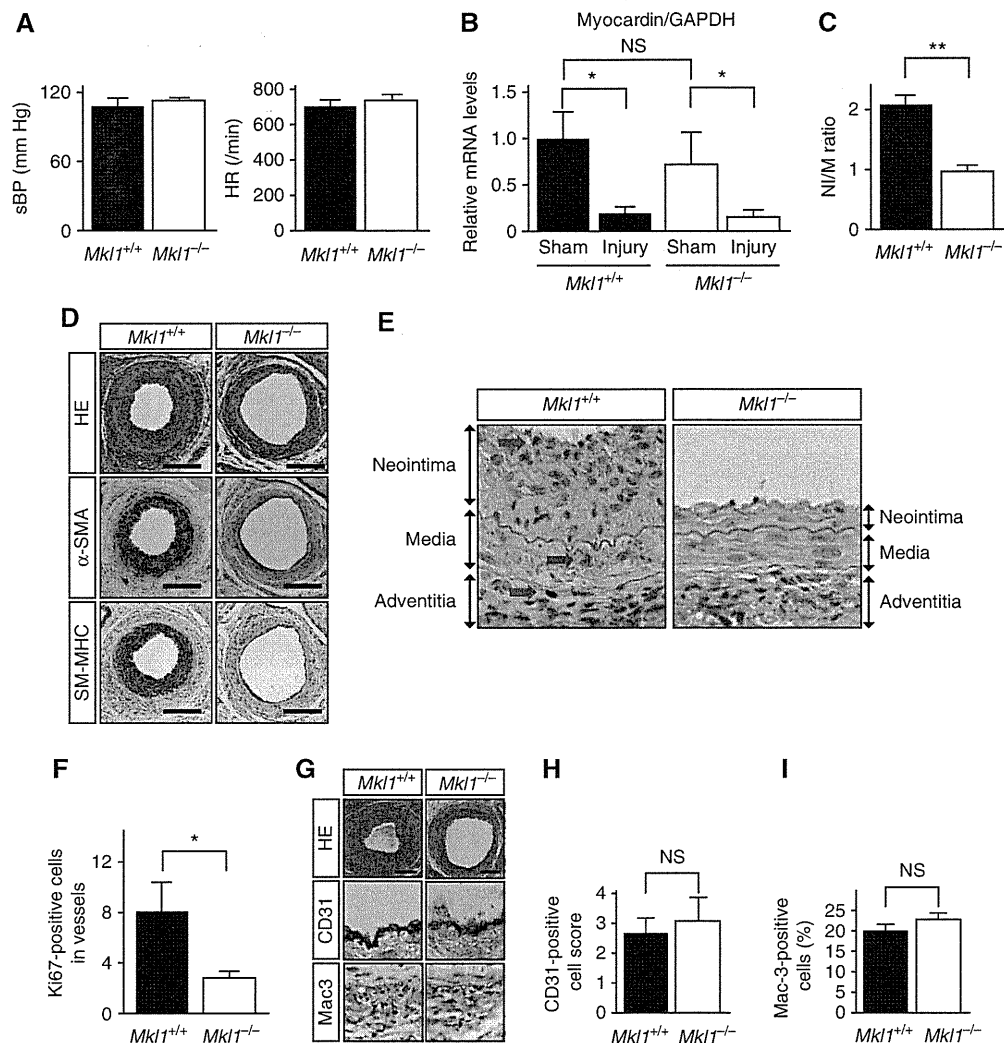 A
sBP (mm Hg)
120
60
0
Mkl1+/+ Mkl1−/−
HR (/min)
800
600
400
200
0
Mkl1+/+ Mkl1−/−
B
Myocardin/GAPDH
NS
* *
Relative mRNA levels
1.5
1.0
0.5
0
Sham Injury Sham Injury
Mkl1+/+ Mkl1−/−
C
**
NI/M ratio
2
1
0
Mkl1+/+ Mkl1−/−
D
Mkl1+/+ Mkl1−/−
HE
α-SMA
SM-MHC
E
Mkl1+/+ Mkl1−/−
Neointima
Media
Adventitia
Neointima
Media
Adventitia
F
*
Ki67-positive cells
in vessels
12
8
4
0
Mkl1+/+ Mkl1−/−
G
Mkl1+/+ Mkl1−/−
HE
CD31
Mac3
H
NS
CD31-positive
cell score
4
3
2
1
0
Mkl1+/+ Mkl1−/−
I
NS
Mac-3-positive
cells (%)
25
20
15
10
5
0
Mkl1+/+ Mkl1−/−